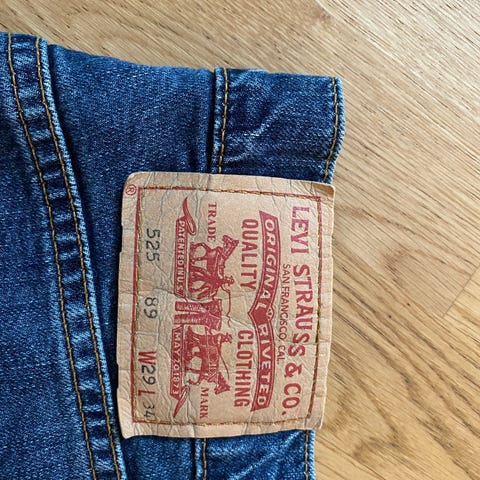 LEVI STRAUSS & CO.
SAN FRANCISCO, CAL.
ORIGINAL RIVETED
QUALITY CLOTHING
TRADE MARK
PATENTED IN U.S. MAY 20 1873
525 89 W29 L34
®